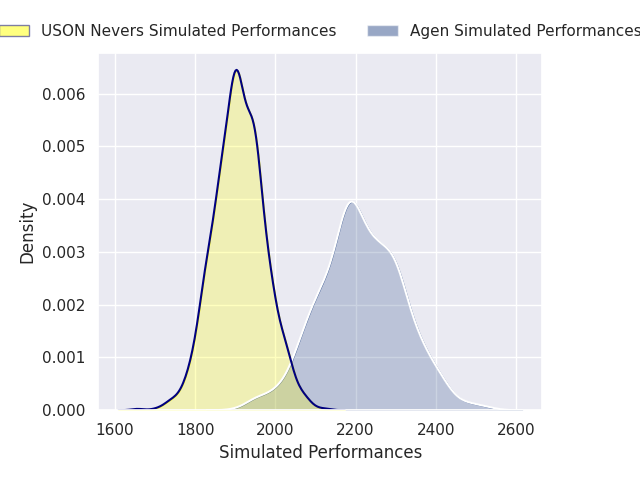 USON Nevers Simulated Performances Agen Simulated Performances
0.006
0.005
0.004
0.003
0.002
0.001
0.000
Density
1600 1800 2000 2200 2400 2600
Simulated Performances